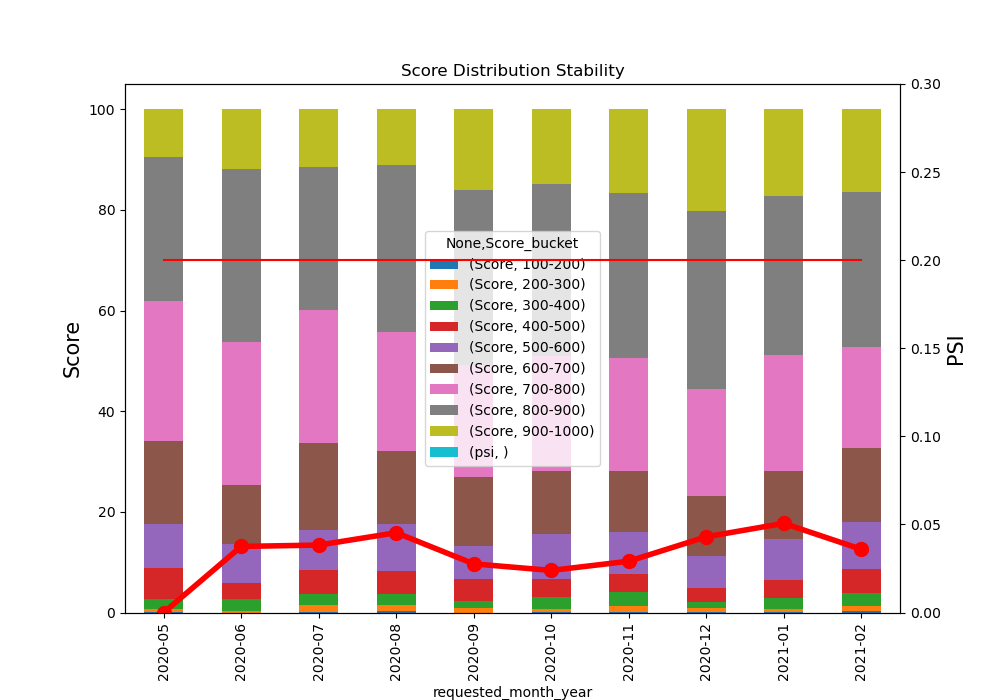 Score Distribution Stability
100
80
60
40
20
0
Score
0.30
0.25
0.20
0.15
0.10
0.05
0.00
PSI
None,Score_bucket
(Score, 100-200)
(Score, 200-300)
(Score, 300-400)
(Score, 400-500)
(Score, 500-600)
(Score, 600-700)
(Score, 700-800)
(Score, 800-900)
(Score, 900-1000)
(psi, )
2020-05
2020-06
2020-07
2020-08
2020-09
2020-10
2020-11
2020-12
2021-01
2021-02
requested_month_year